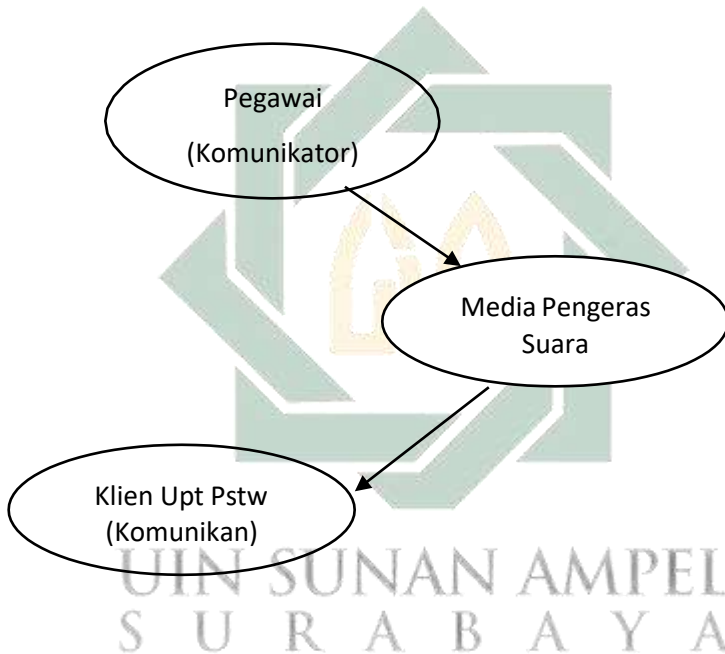 Pegawai
(Komunikator)
Media Pengeras
Suara
Klien Upt Pstw
(Komunikan)
UIN SUNAN AMPEL
S U R A B A Y A